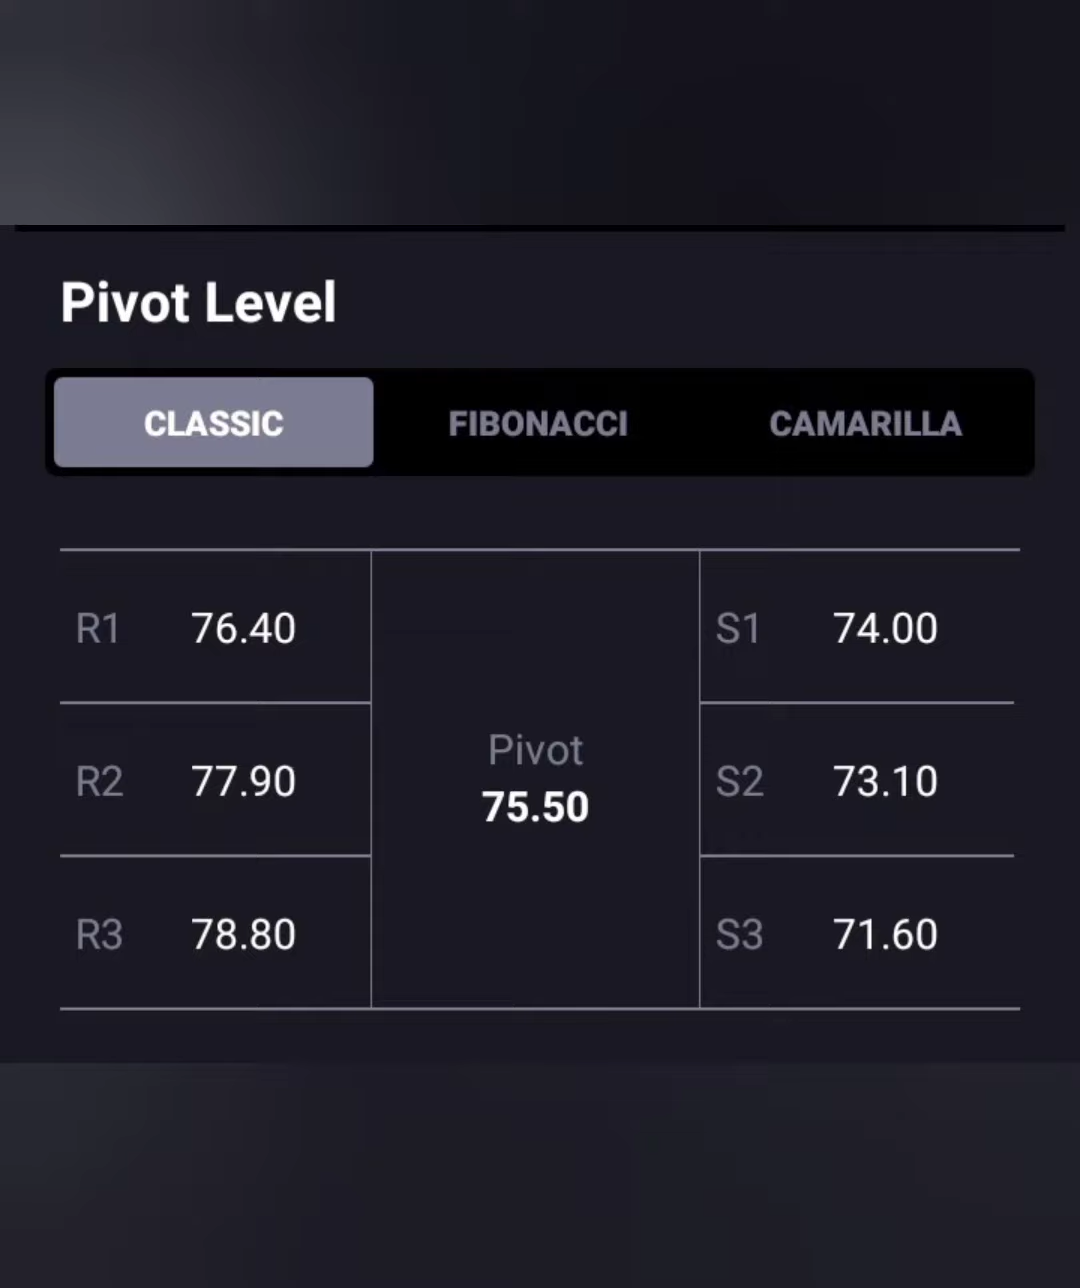 Pivot Level
CLASSIC FIBONACCI CAMARILLA
R1 76.40 S1 74.00
R2 77.90 Pivot S2 73.10
75.50
R3 78.80 S3 71.60